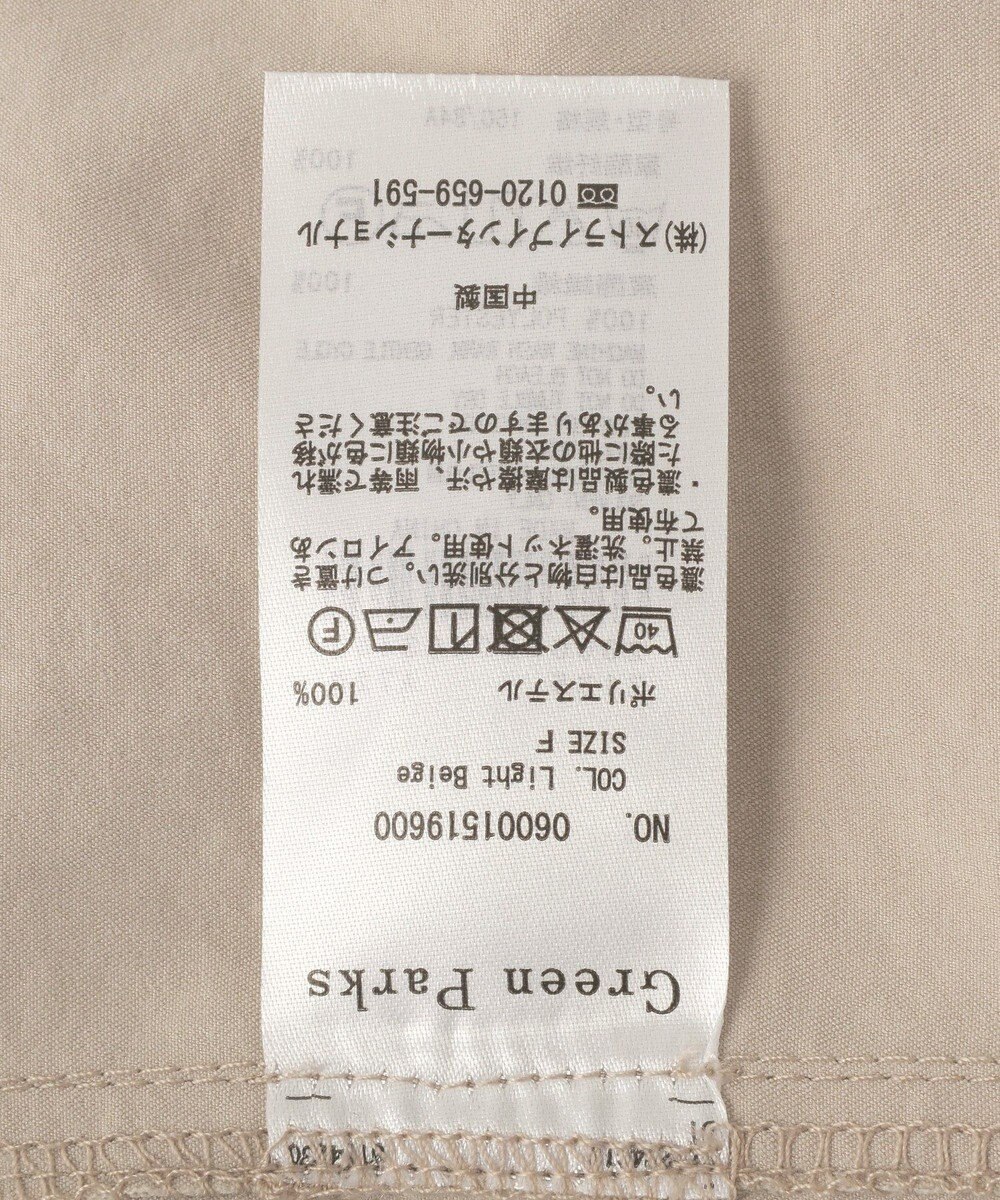 Green Parks
NO. 06001519600
COL. Light Beige
SIZE F
ポリエステル 100%
40 F
濃色品は白物と分別洗い。つけ置き
禁止。洗濯ネット使用。アイロンあ
て布使用。
・濃色製品は摩擦や汗、雨等で濡れ
た際に他の衣類や小物類に色が移
る事がありますのでご注意くださ
い。
中国製
(株)ストライプインターナショナル
0120-659-591